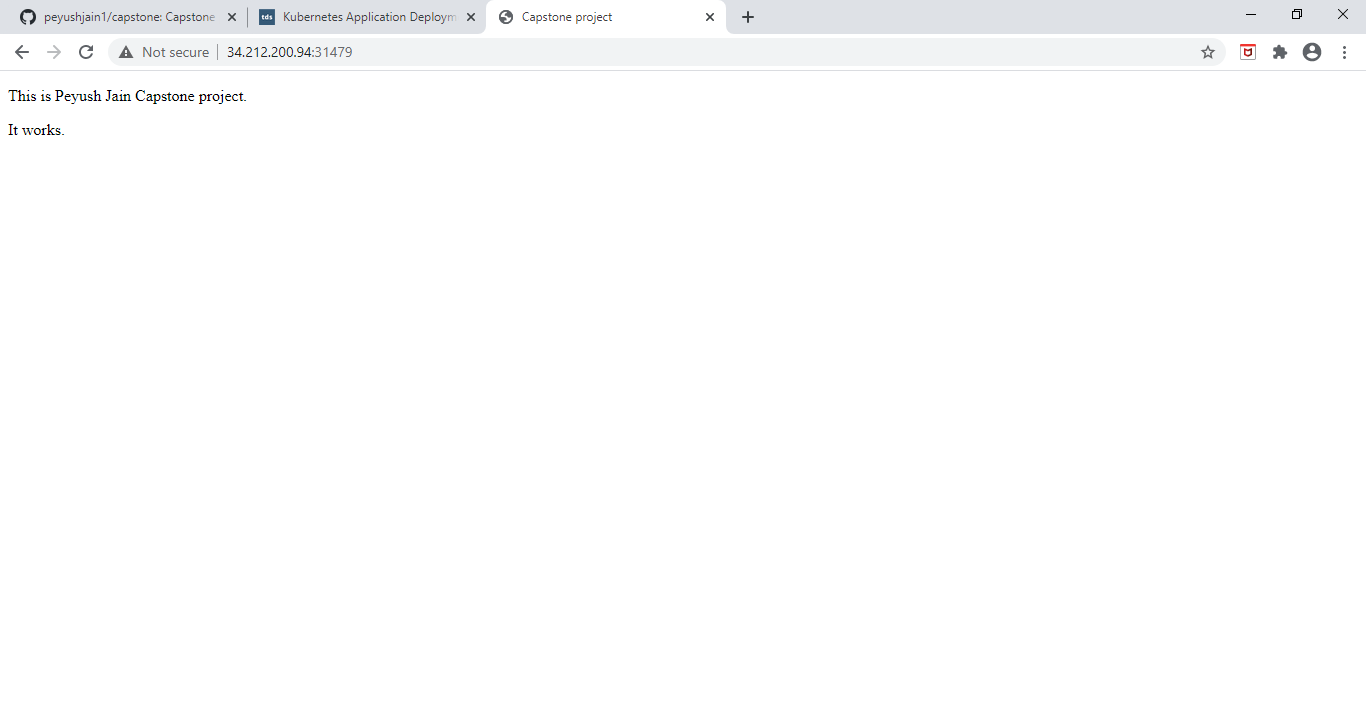 peyushjain1/capstone: Capstone
tds Kubernetes Application Deploym
Capstone project
Not secure 34.212.200.94:31479
This is Peyush Jain Capstone project.
It works.